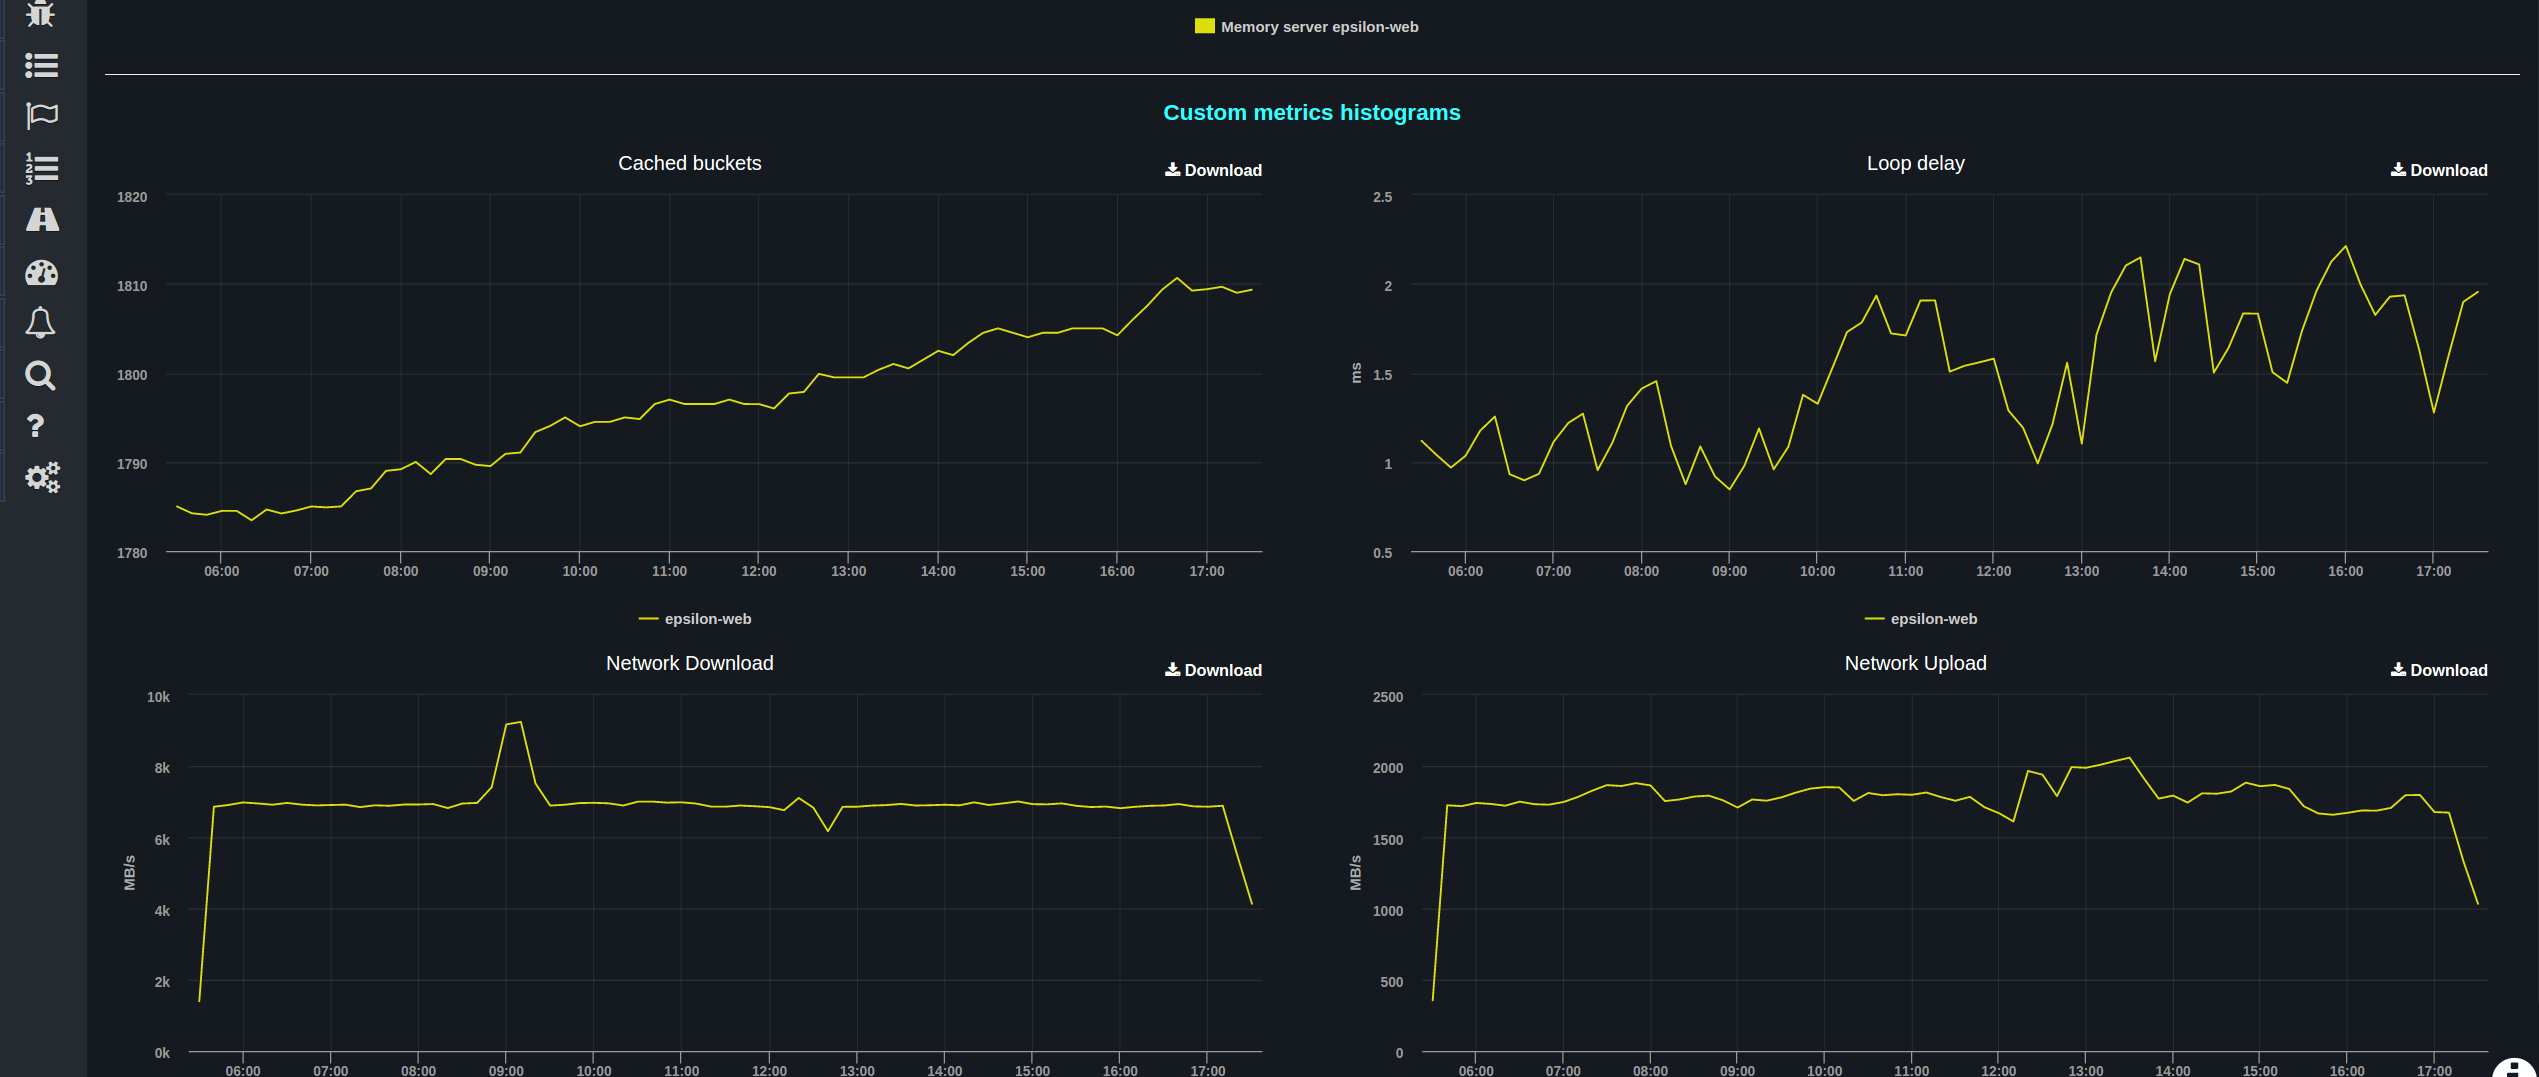 Memory server epsilon-web
Custom metrics histograms
Cached buckets
Download
1820
1810
1800
1790
1780
06:00 07:00 08:00 09:00 10:00 11:00 12:00 13:00 14:00 15:00 16:00 17:00
epsilon-web
Loop delay
Download
ms
2.5
2
1.5
1
0.5
06:00 07:00 08:00 09:00 10:00 11:00 12:00 13:00 14:00 15:00 16:00 17:00
epsilon-web
Network Download
Download
MB/s
10k
8k
6k
4k
2k
0k
06:00 07:00 08:00 09:00 10:00 11:00 12:00 13:00 14:00 15:00 16:00 17:00
Network Upload
Download
MB/s
2500
2000
1500
1000
500
0
06:00 07:00 08:00 09:00 10:00 11:00 12:00 13:00 14:00 15:00 16:00 17:00